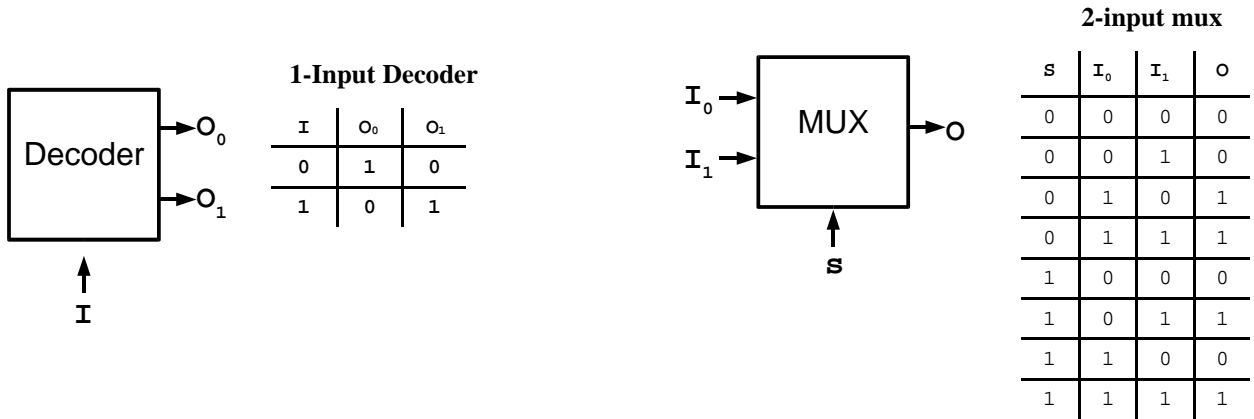 Decoder
O₀
O₁
I
1-Input Decoder
I O₀ O₁
0 1 0
1 0 1
I₀
I₁
MUX
O
S
2-input mux
S I₀ I₁ O
0 0 0 0
0 0 1 0
0 1 0 1
0 1 1 1
1 0 0 0
1 0 1 1
1 1 0 0
1 1 1 1